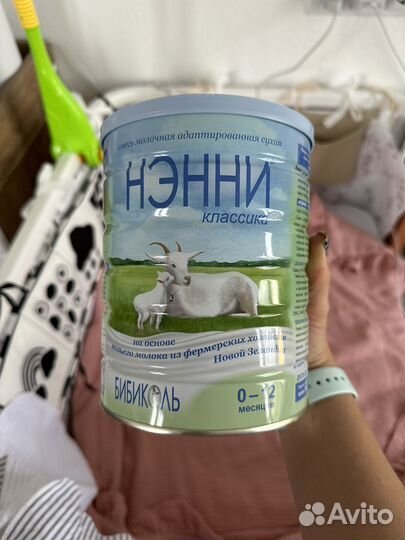 смесь молочная адаптированная сухая
НЭННИ
классика
на основе
козьего молока из фермерских хозяйств
Новой Зеландии
БИБИКОЛЬ
0–12
месяцев
Avito